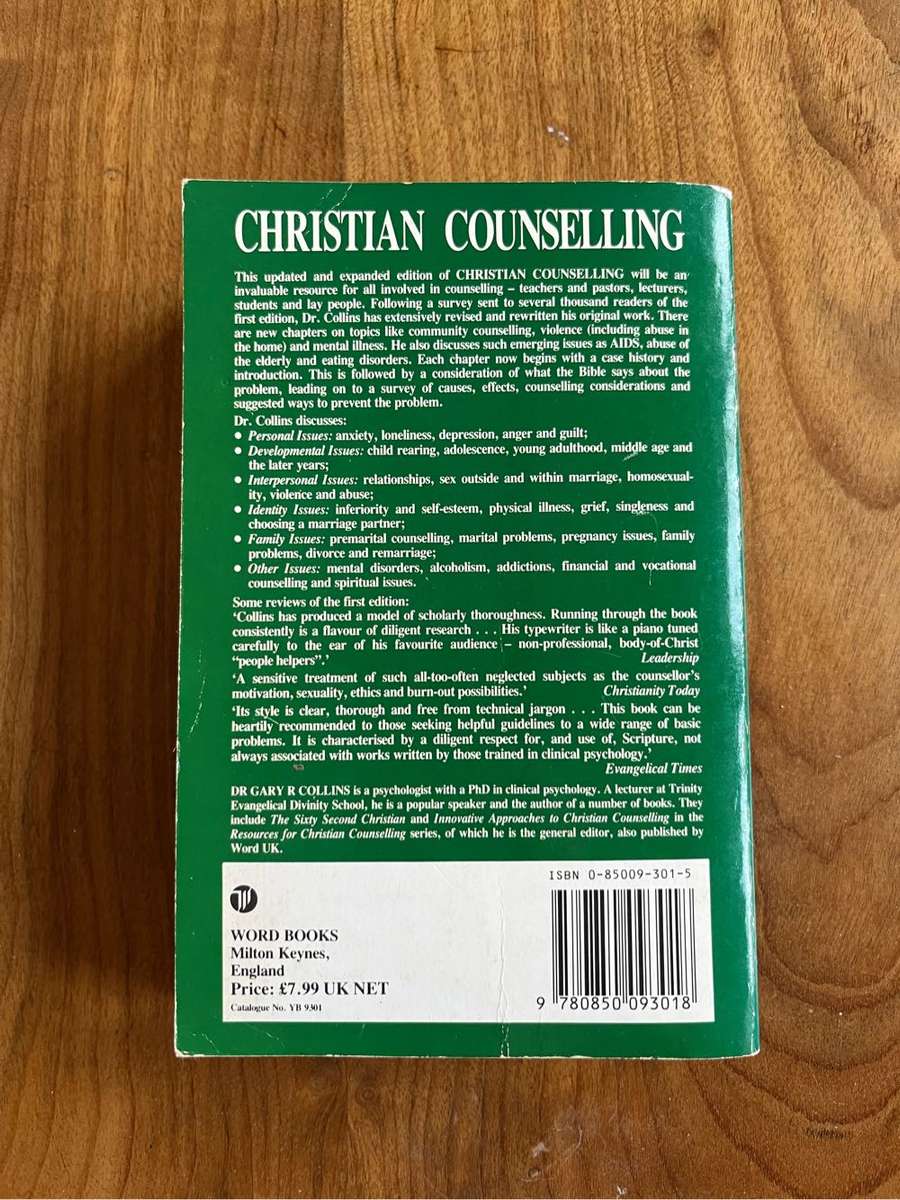 CHRISTIAN COUNSELLING
This updated and expanded edition of CHRISTIAN COUNSELLING will be an
invaluable resource for all involved in counselling – teachers and pastors, lecturers,
students and lay people. Following a survey sent to several thousand readers of the
first edition, Dr. Collins has extensively revised and rewritten his original work. There
are new chapters on topics like community counselling, violence (including abuse in
the home) and mental illness. He also discusses such emerging issues as AIDS, abuse of
the elderly and eating disorders. Each chapter now begins with a case history and
introduction. This is followed by a consideration of what the Bible says about the
problem, leading on to a survey of causes, effects, counselling considerations and
suggested ways to prevent the problem.
Dr. Collins discusses:
● Personal Issues: anxiety, loneliness, depression, anger and guilt;
● Developmental Issues: child rearing, adolescence, young adulthood, middle age and
the later years;
● Interpersonal Issues: relationships, sex outside and within marriage, homosexual-
ity, violence and abuse;
● Identity Issues: inferiority and self-esteem, physical illness, grief, singleness and
choosing a marriage partner;
● Family Issues: premarital counselling, marital problems, pregnancy issues, family
problems, divorce and remarriage;
● Other Issues: mental disorders, alcoholism, addictions, financial and vocational
counselling and spiritual issues.
Some reviews of the first edition:
‘Collins has produced a model of scholarly thoroughness. Running through the book
consistently is a flavour of diligent research . . . His typewriter is like a piano tuned
carefully to the ear of his favourite audience – non-professional, body-of-Christ
“people helpers”.’ Leadership
‘A sensitive treatment of such all-too-often neglected subjects as the counsellor's
motivation, sexuality, ethics and burn-out possibilities.’ Christianity Today
‘Its style is clear, thorough and free from technical jargon . . . This book can be
heartily recommended to those seeking helpful guidelines to a wide range of basic
problems. It is characterised by a diligent respect for, and use of, Scripture, not
always associated with works written by those trained in clinical psychology.’
Evangelical Times
DR GARY R COLLINS is a psychologist with a PhD in clinical psychology. A lecturer at Trinity
Evangelical Divinity School, he is a popular speaker and the author of a number of books. They
include The Sixty Second Christian and Innovative Approaches to Christian Counselling in the
Resources for Christian Counselling series, of which he is the general editor, also published by
Word UK.
ISBN 0-85009-301-5
WORD BOOKS
Milton Keynes,
England
Price: £7.99 UK NET
Catalogue No. YB 9301
9 780850 093018